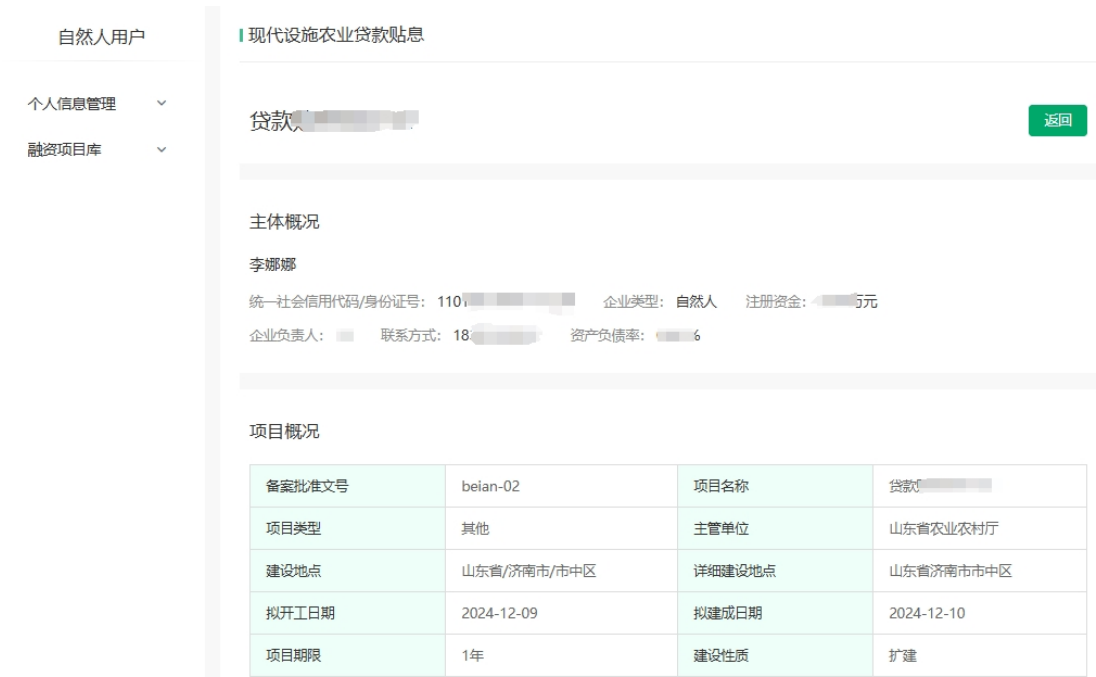 自然人用户
现代设施农业贷款贴息
个人信息管理
融资项目库
贷款
返回
主体概况
李娜娜
统一社会信用代码/身份证号： 110 企业类型： 自然人 注册资金： 万元
企业负责人： 联系方式： 18 资产负债率： %
项目概况
备案批准文号 beian-02 项目名称 贷款
项目类型 其他 主管单位 山东省农业农村厅
建设地点 山东省/济南市/市中区 详细建设地点 山东省济南市市中区
拟开工日期 2024-12-09 拟建成日期 2024-12-10
项目期限 1年 建设性质 扩建